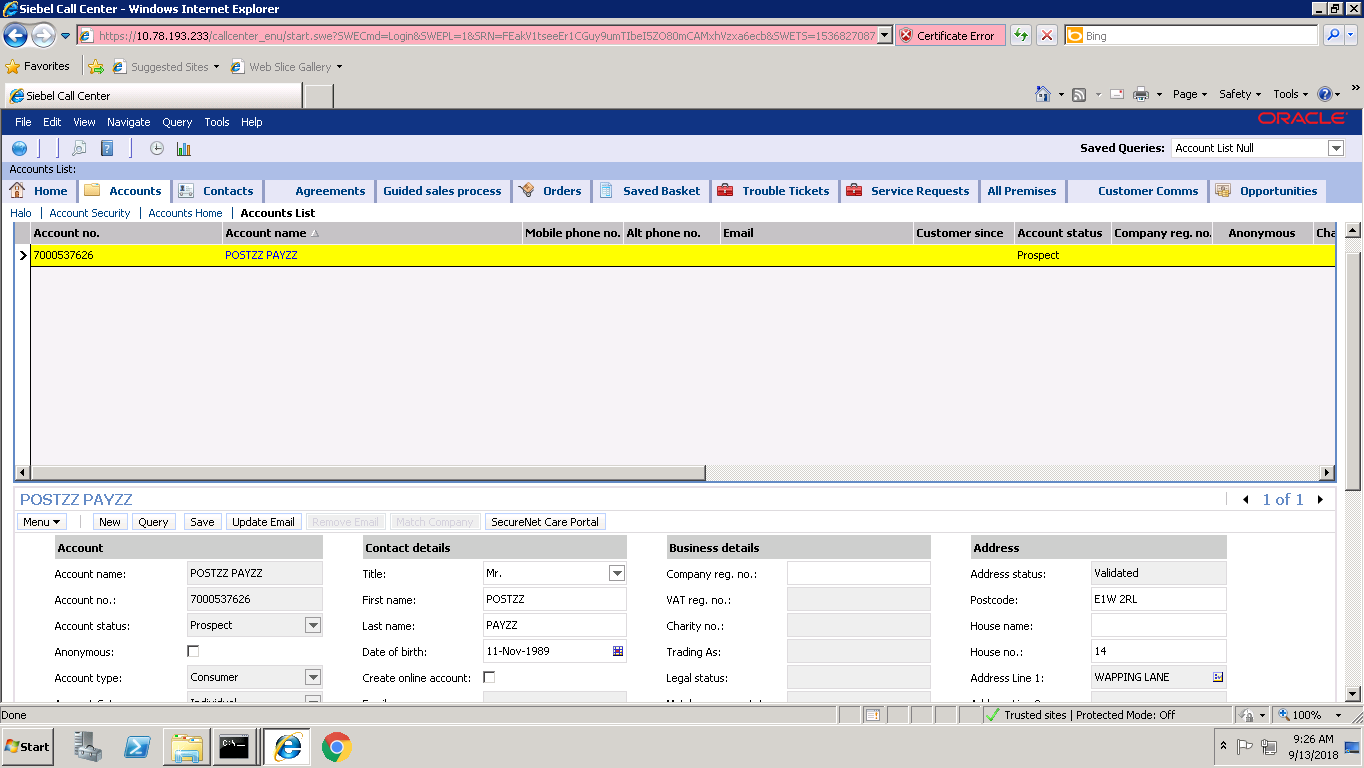 Siebel Call Center - Windows Internet Explorer
https://10.78.193.233/callcenter_enu/start.swe?SWECmd=Login&SWEPL=1&SRN=FEakV1tseeEr1CGuy9umTIbeI5ZO80mCAMxhVzxa6ecb&SWETS=1536827087 Certificate Error Bing
Favorites Suggested Sites Web Slice Gallery
Siebel Call Center Page Safety Tools »
File Edit View Navigate Query Tools Help ORACLE
Saved Queries: Account List Null
Accounts List:
Home Accounts Contacts Agreements Guided sales process Orders Saved Basket Trouble Tickets Service Requests All Premises Customer Comms Opportunities
Halo | Account Security | Accounts Home | Accounts List
Account no. Account name Mobile phone no. Alt phone no. Email Customer since Account status Company reg. no. Anonymous Cha
7000537626 POSTZZ PAYZZ Prospect
POSTZZ PAYZZ 1 of 1
Menu New Query Save Update Email Remove Email Match Company SecureNet Care Portal
Account Contact details Business details Address
Account name: POSTZZ PAYZZ Title: Mr. Company reg. no.: Address status: Validated
Account no.: 7000537626 First name: POSTZZ VAT reg. no.: Postcode: E1W 2RL
Account status: Prospect Last name: PAYZZ Charity no.: House name:
Anonymous: Date of birth: 11-Nov-1989 Trading As: House no.: 14
Account type: Consumer Create online account: Legal status: Address Line 1: WAPPING LANE
Done Trusted sites | Protected Mode: Off 100%
Start 9:26 AM
9/13/2018